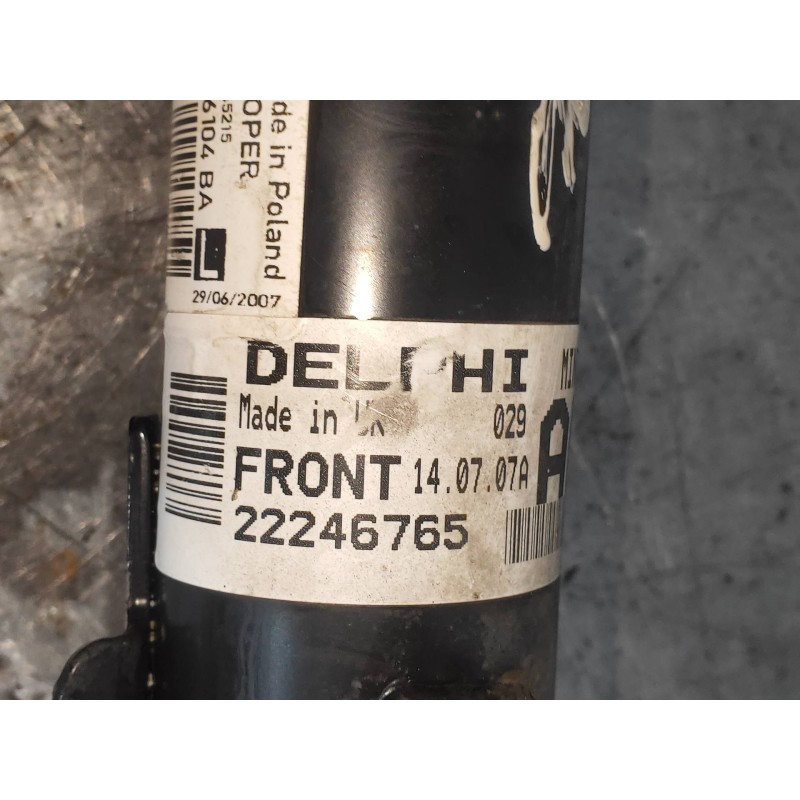 de in Poland
OPER
5215
6104 BA
29/06/2007
DELPHI
Made in UK 029
FRONT 14.07.07A
22246765